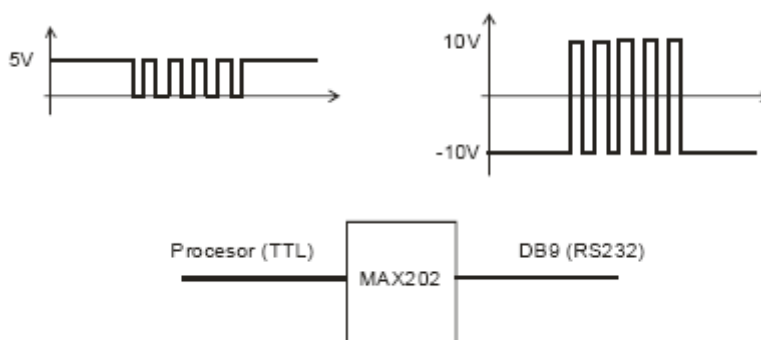 5V
10V
-10V
Procesor (TTL)
MAX202
DB9 (RS232)